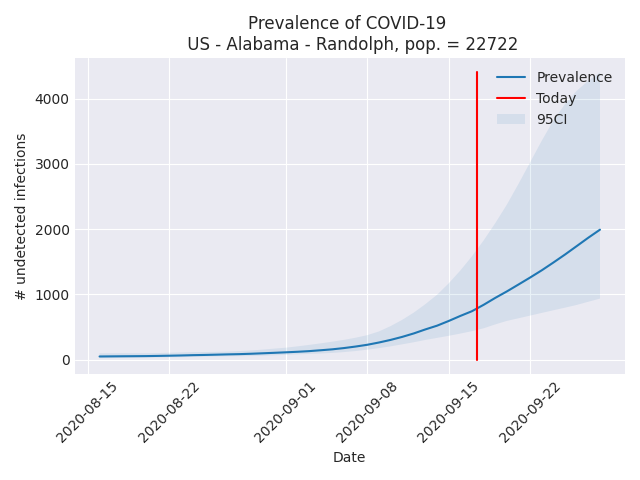 Prevalence of COVID-19
US - Alabama - Randolph, pop. = 22722
Prevalence
Today
95CI
# undetected infections
4000
3000
2000
1000
0
2020-08-15
2020-08-22
2020-09-01
2020-09-08
2020-09-15
2020-09-22
Date